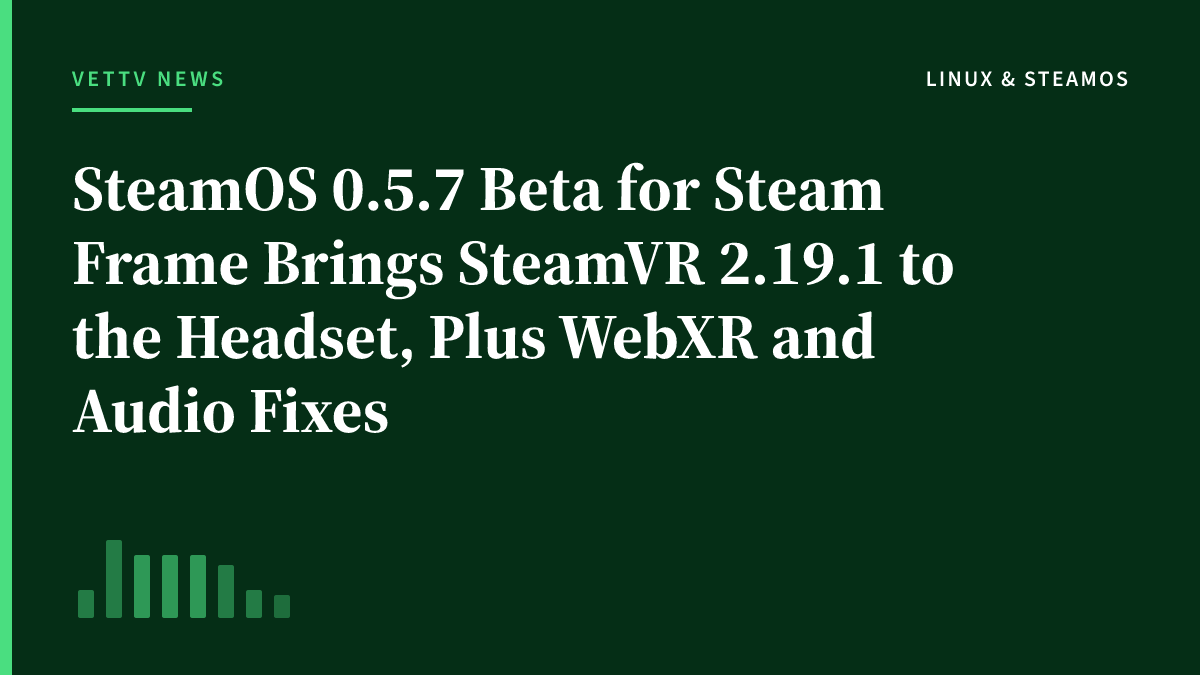 VETTV NEWS
LINUX & STEAMOS
SteamOS 0.5.7 Beta for Steam
Frame Brings SteamVR 2.19.1 to
the Headset, Plus WebXR and
Audio Fixes